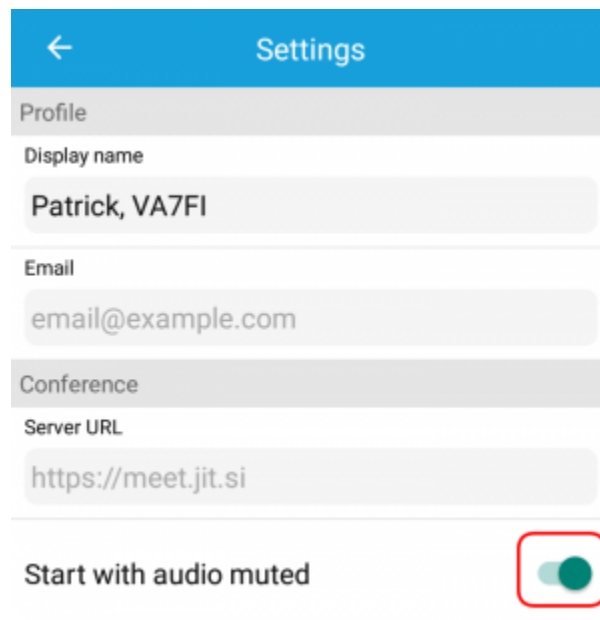 Settings
Profile
Display name
Patrick, VA7FI
Email
email@example.com
Conference
Server URL
https://meet.jit.si
Start with audio muted